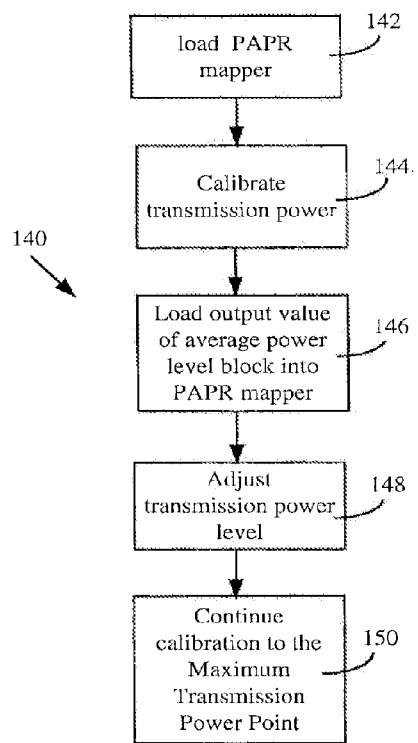 load PAPR
mapper
142
Calibrate
transmission power
144
140
Load output value
of average power
level block into
PAPR mapper
146
Adjust
transmission power
level
148
Continue
calibration to the
Maximum
Transmission
Power Point
150